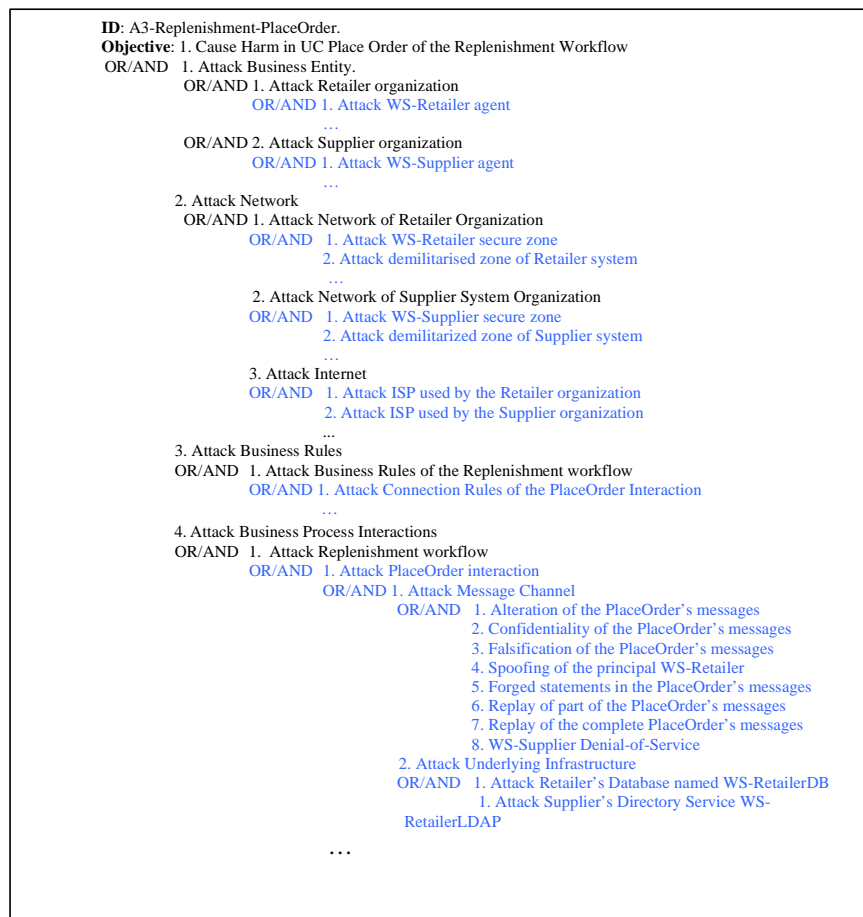 ID: A3-Replenishment-PlaceOrder.
Objective: 1. Cause Harm in UC Place Order of the Replenishment Workflow
OR/AND 1. Attack Business Entity.
OR/AND 1. Attack Retailer organization
OR/AND 1. Attack WS-Retailer agent
…
OR/AND 2. Attack Supplier organization
OR/AND 1. Attack WS-Supplier agent
…
2. Attack Network
OR/AND 1. Attack Network of Retailer Organization
OR/AND 1. Attack WS-Retailer secure zone
2. Attack demilitarised zone of Retailer system
…
2. Attack Network of Supplier System Organization
OR/AND 1. Attack WS-Supplier secure zone
2. Attack demilitarized zone of Supplier system
…
3. Attack Internet
OR/AND 1. Attack ISP used by the Retailer organization
2. Attack ISP used by the Supplier organization
...
3. Attack Business Rules
OR/AND 1. Attack Business Rules of the Replenishment workflow
OR/AND 1. Attack Connection Rules of the PlaceOrder Interaction
…
4. Attack Business Process Interactions
OR/AND 1. Attack Replenishment workflow
OR/AND 1. Attack PlaceOrder interaction
OR/AND 1. Attack Message Channel
OR/AND 1. Alteration of the PlaceOrder’s messages
2. Confidentiality of the PlaceOrder’s messages
3. Falsification of the PlaceOrder’s messages
4. Spoofing of the principal WS-Retailer
5. Forged statements in the PlaceOrder’s messages
6. Replay of part of the PlaceOrder’s messages
7. Replay of the complete PlaceOrder’s messages
8. WS-Supplier Denial-of-Service
2. Attack Underlying Infrastructure
OR/AND 1. Attack Retailer’s Database named WS-RetailerDB
1. Attack Supplier’s Directory Service WS-
RetailerLDAP
…